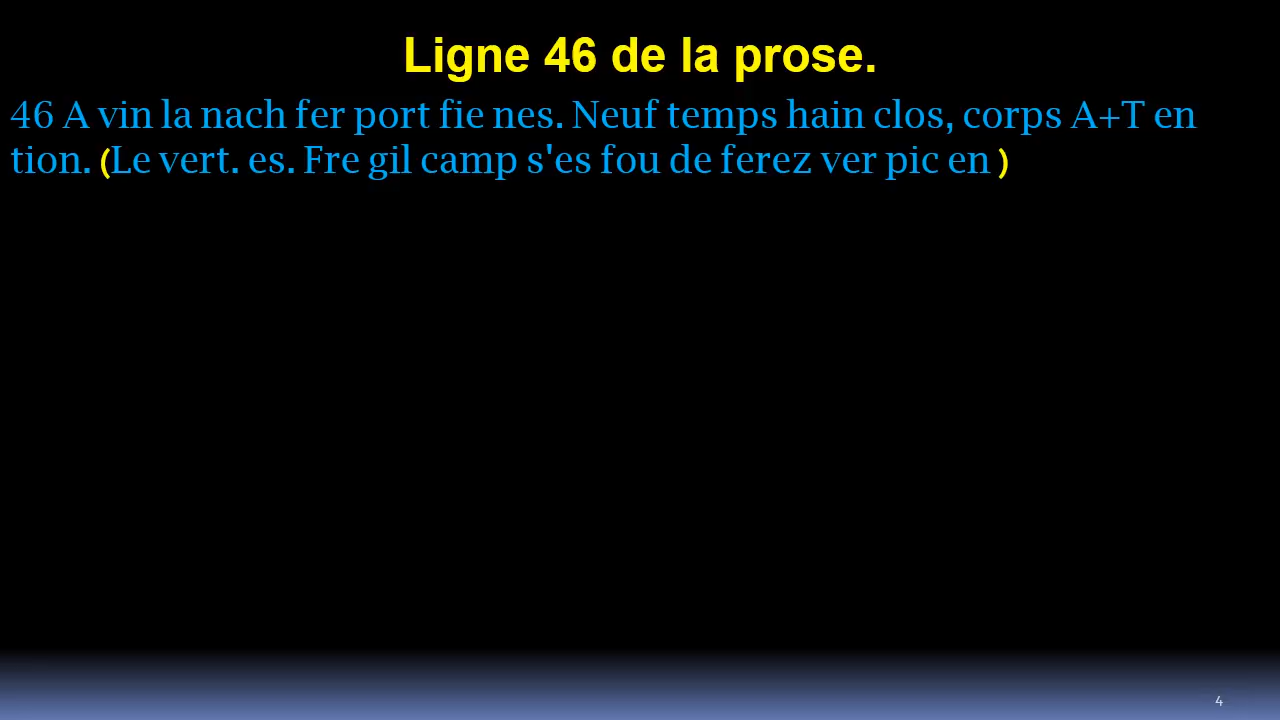 Ligne 46 de la prose.
46 A vin la nach fer port fie nes. Neuf temps hain clos, corps A+T en
tion. (Le vert. es. Fre gil camp s'es fou de ferez ver pic en )
4